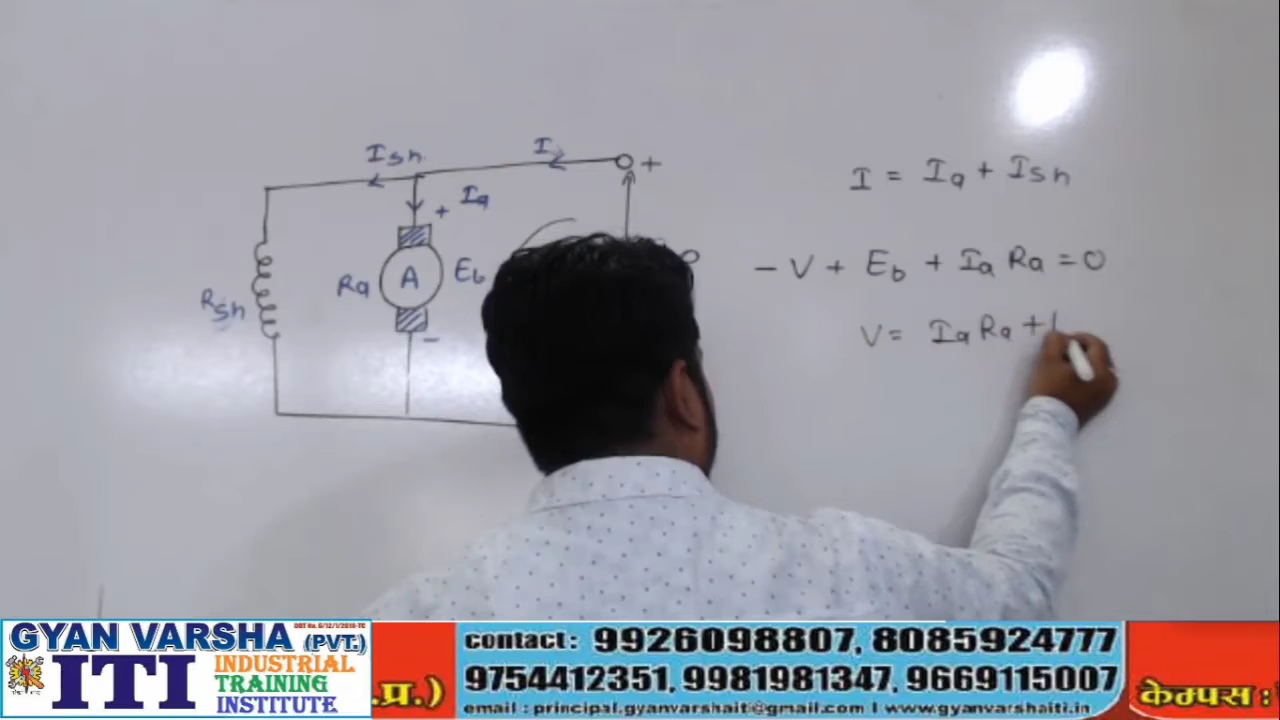 I = Ia + Ish
- V + Eb + Ia Ra = 0
V = Ia Ra +
Ish
I
+
+ Ia
Rsh
Ra
A
Eb
-
GYAN VARSHA (PVT.)
ITI INDUSTRIAL
TRAINING
INSTITUTE
.प्र.)
contact : 9926098807, 8085924777
9754412351, 9981981347, 9669115007
email : principal.gyanvarshaiti@gmail.com | www.gyanvarshaiti.in
केम्पस :